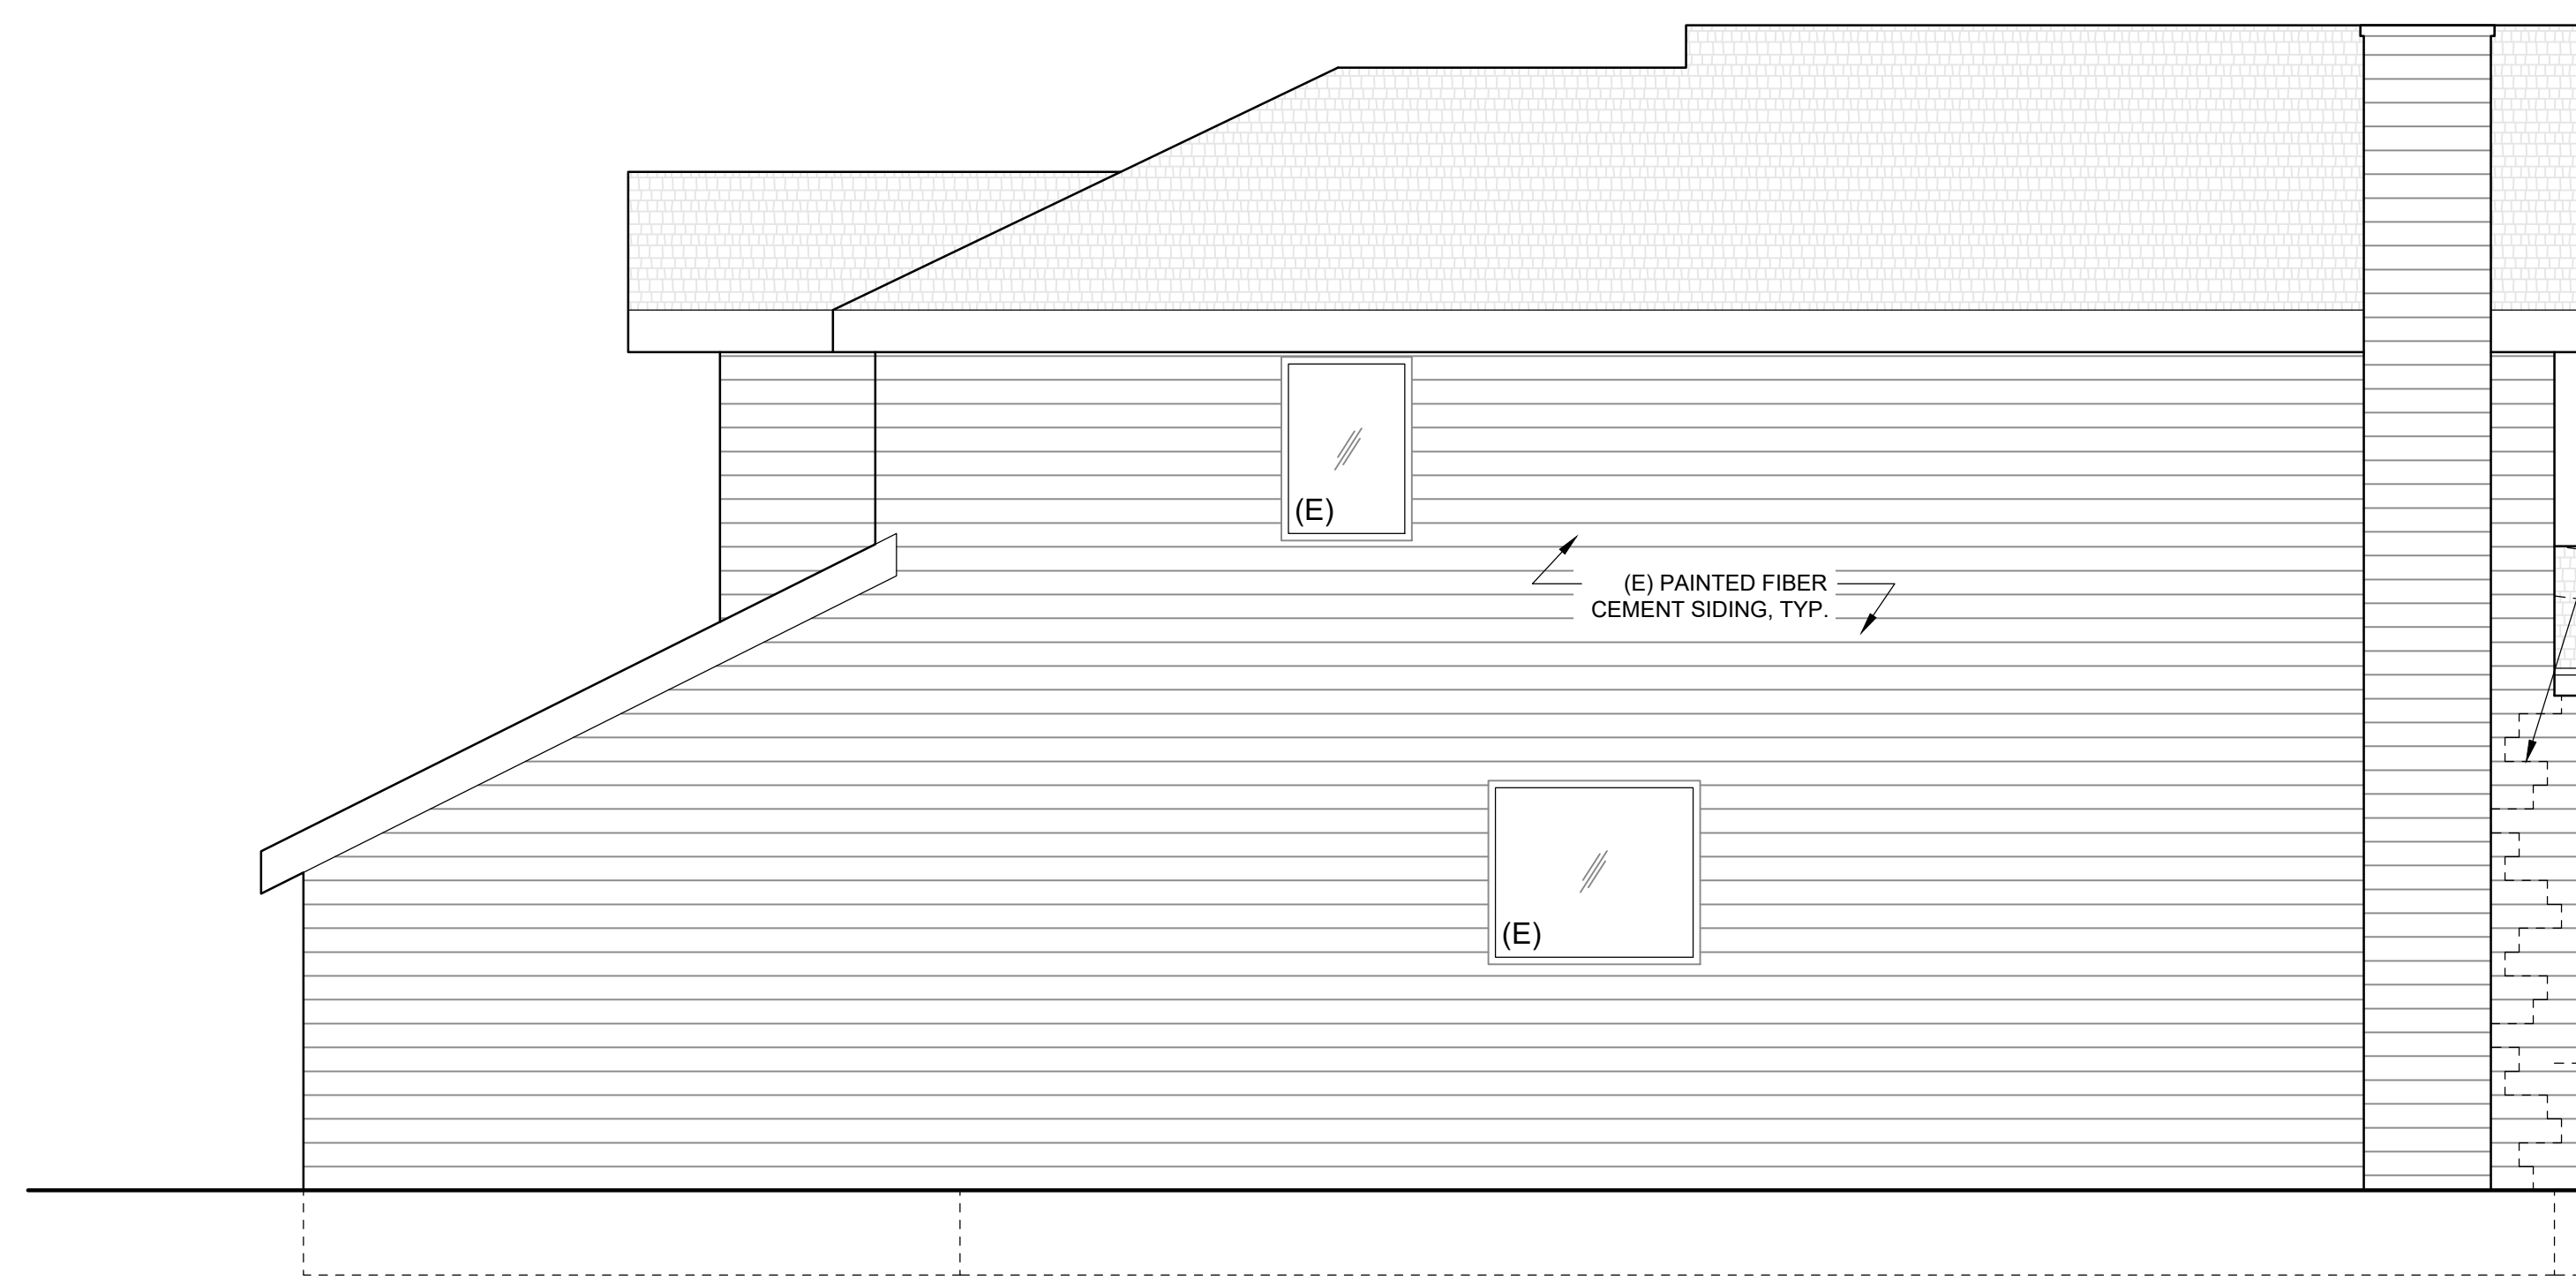 (E)
(E) PAINTED FIBER
CEMENT SIDING, TYP.
(E)